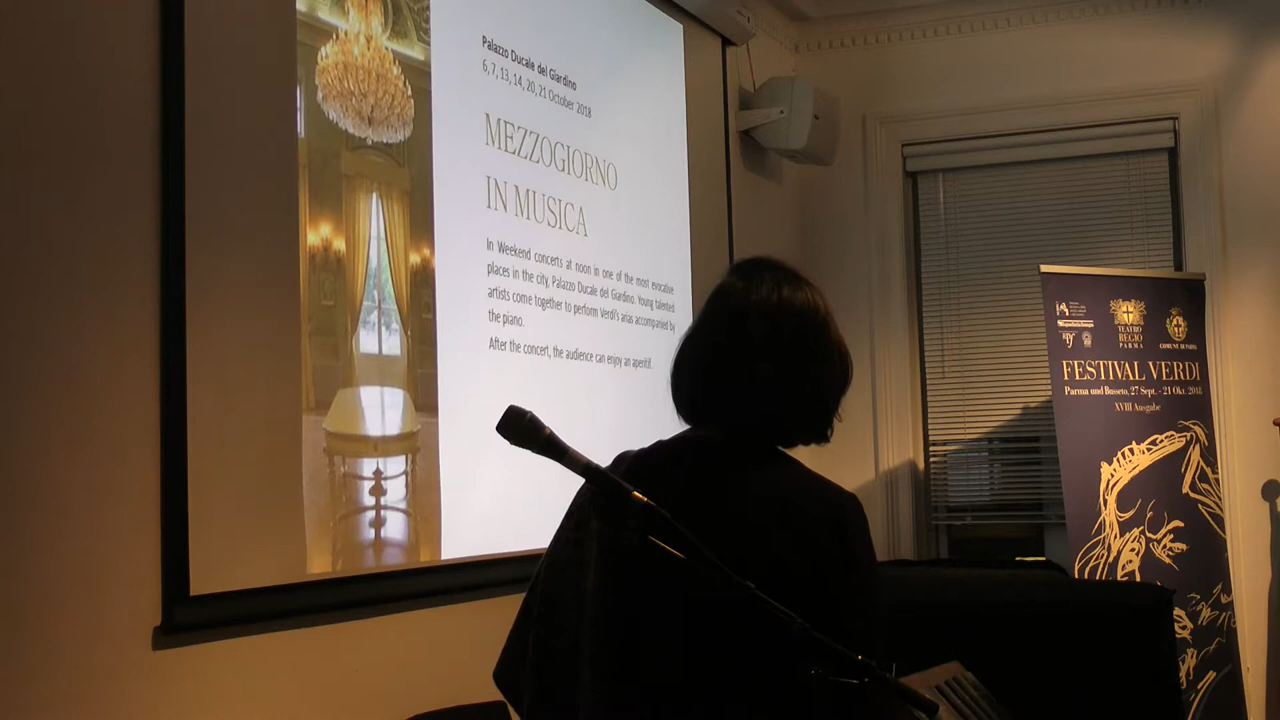 Palazzo Ducale del Giardino
6, 7, 13, 14, 20, 21 October 2018
MEZZOGIORNO
IN MUSICA
In Weekend concerts at noon in one of the most evocative
places in the city, Palazzo Ducale del Giardino. Young talented
artists come together to perform Verdi's arias accompanied by
the piano.
After the concert, the audience can enjoy an aperitif.
TEATRO
REGIO
PARMA
COMUNE DI PARMA
FESTIVAL VERDI
Parma und Busseto, 27 Sept. - 21 Okt. 2018
XVIII Ausgabe